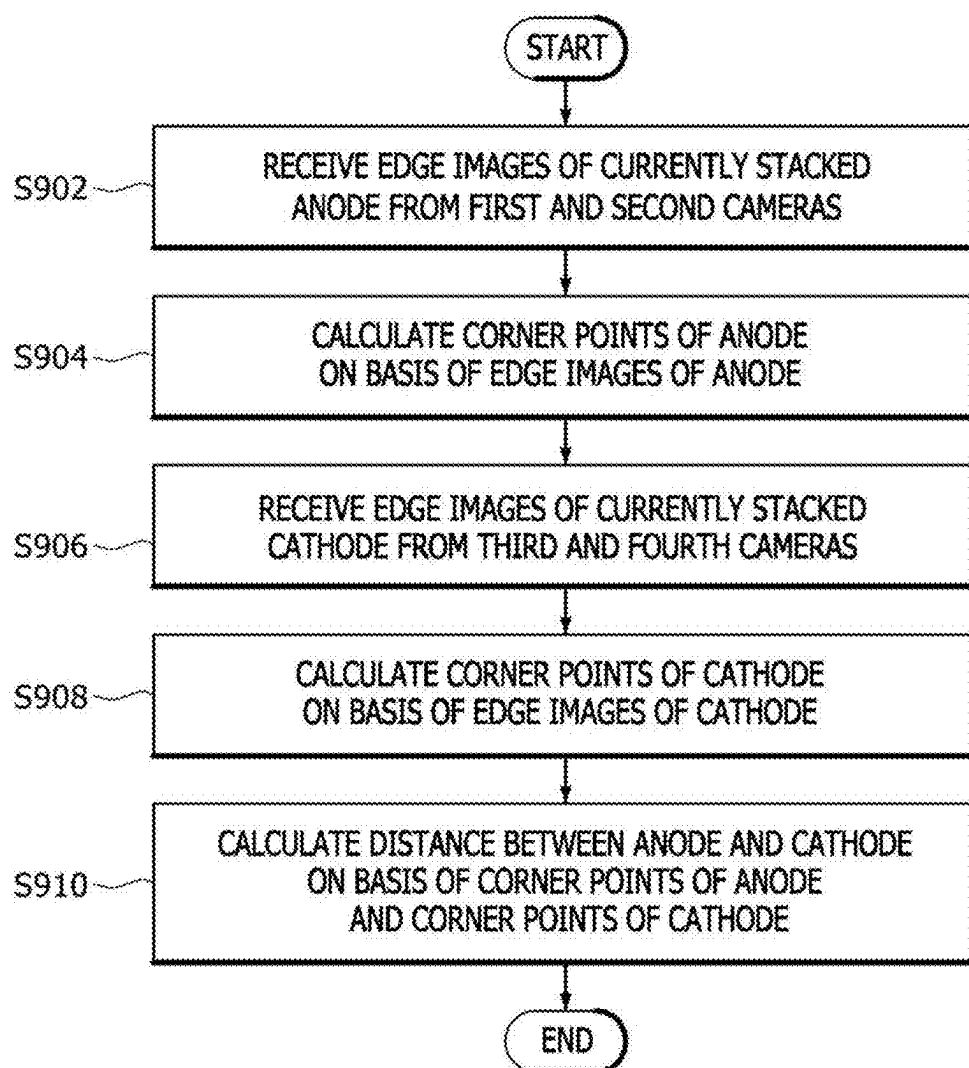 START
S902
RECEIVE EDGE IMAGES OF CURRENTLY STACKED
ANODE FROM FIRST AND SECOND CAMERAS
S904
CALCULATE CORNER POINTS OF ANODE
ON BASIS OF EDGE IMAGES OF ANODE
S906
RECEIVE EDGE IMAGES OF CURRENTLY STACKED
CATHODE FROM THIRD AND FOURTH CAMERAS
S908
CALCULATE CORNER POINTS OF CATHODE
ON BASIS OF EDGE IMAGES OF CATHODE
S910
CALCULATE DISTANCE BETWEEN ANODE AND CATHODE
ON BASIS OF CORNER POINTS OF ANODE
AND CORNER POINTS OF CATHODE
END